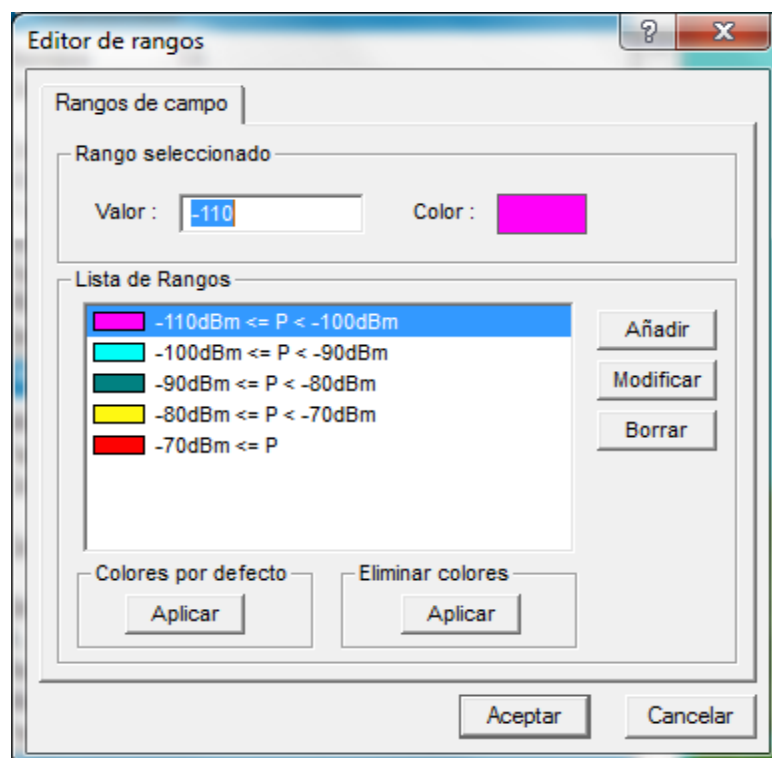 Editor de rangos
Rangos de campo
Rango seleccionado
Valor : -110 Color :
Lista de Rangos
-110dBm <= P < -100dBm
-100dBm <= P < -90dBm
-90dBm <= P < -80dBm
-80dBm <= P < -70dBm
-70dBm <= P
Añadir
Modificar
Borrar
Colores por defecto
Aplicar
Eliminar colores
Aplicar
Aceptar
Cancelar